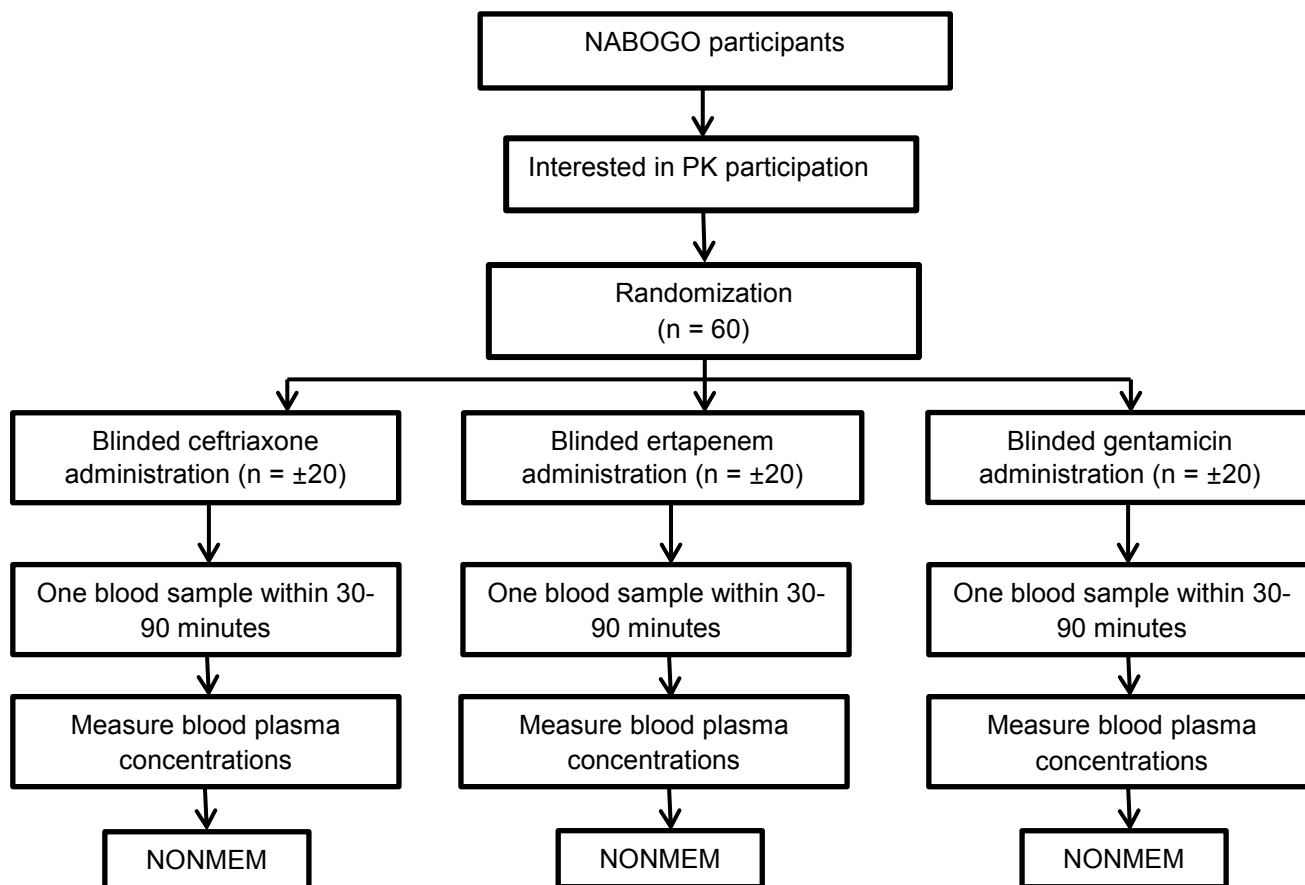 NABOGO participants
Interested in PK participation
Randomization
(n = 60)
Blinded ceftriaxone
administration (n = ±20)
Blinded ertapenem
administration (n = ±20)
Blinded gentamicin
administration (n = ±20)
One blood sample within 30-
90 minutes
One blood sample within 30-
90 minutes
One blood sample within 30-
90 minutes
Measure blood plasma
concentrations
Measure blood plasma
concentrations
Measure blood plasma
concentrations
NONMEM
NONMEM
NONMEM